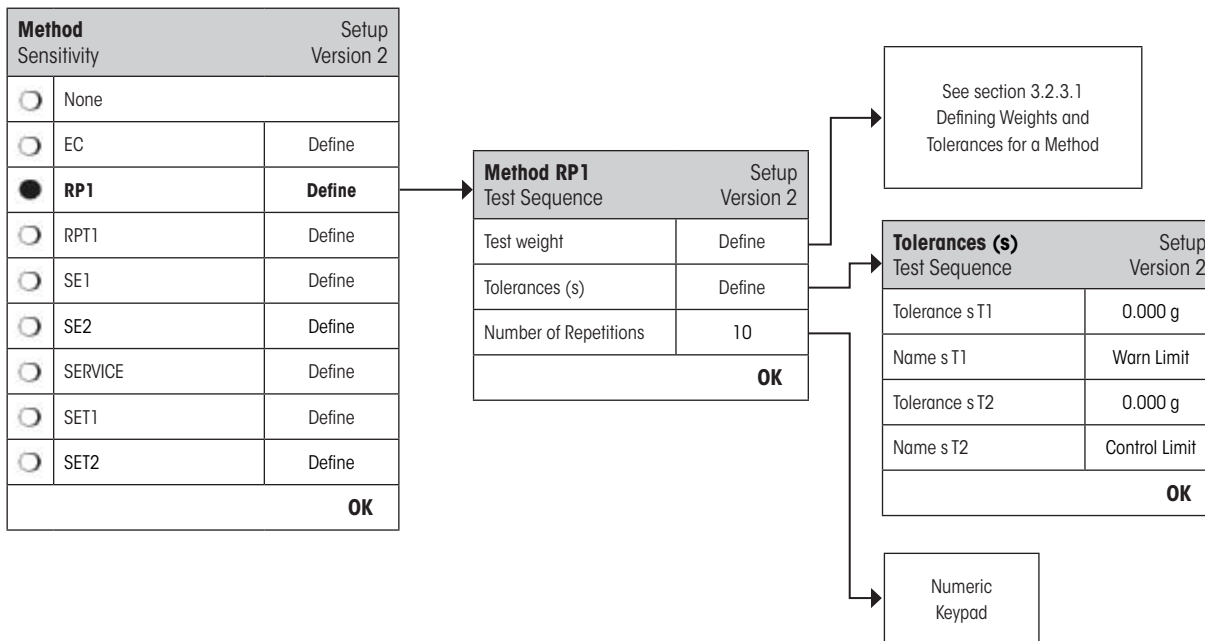 Method Setup
Sensitivity Version 2
None
EC Define
RP1 Define
RPT1 Define
SE1 Define
SE2 Define
SERVICE Define
SET1 Define
SET2 Define
OK
Method RP1 Setup
Test Sequence Version 2
Test weight Define
Tolerances (s) Define
Number of Repetitions 10
OK
See section 3.2.3.1
Defining Weights and
Tolerances for a Method
Tolerances (s) Setup
Test Sequence Version 2
Tolerance s T1 0.000 g
Name s T1 Warn Limit
Tolerance s T2 0.000 g
Name s T2 Control Limit
OK
Numeric
Keypad